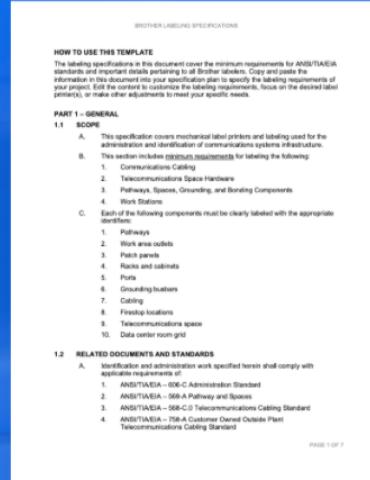 BROTHER LABELING SPECIFICATIONS
HOW TO USE THIS TEMPLATE
The labeling specifications in this document cover the minimum requirements for ANSI/TIA/EIA
standards and important details pertaining to all Brother labelers. Copy and paste the
information in this document into your specification plan to specify the labeling requirements of
your project. Edit the content to customize the labeling requirements, focus on the desired label
printer(s), or make other adjustments to meet your specific needs.
PART 1 – GENERAL
1.1 SCOPE
A. This specification covers mechanical label printers and labeling used for the
administration and identification of communications systems infrastructure.
B. This section includes minimum requirements for labeling the following:
1. Communications Cabling
2. Telecommunications Space Hardware
3. Pathways, Spaces, Grounding, and Bonding Components
4. Work Stations
C. Each of the following components must be clearly labeled with the appropriate
identifiers:
1. Pathways
2. Work area outlets
3. Patch panels
4. Racks and cabinets
5. Ports
6. Grounding busbars
7. Cabling
8. Firestop locations
9. Telecommunications space
10. Data center room grid
1.2 RELATED DOCUMENTS AND STANDARDS
A. Identification and administration work specified herein shall comply with
applicable requirements of:
1. ANSI/TIA/EIA – 606-C Administration Standard
2. ANSI/TIA/EIA – 569-A Pathway and Spaces
3. ANSI/TIA/EIA – 568-C.0 Telecommunications Cabling Standard
4. ANSI/TIA/EIA – 758-A Customer Owned Outside Plant
Telecommunications Cabling Standard
PAGE 1 OF 7